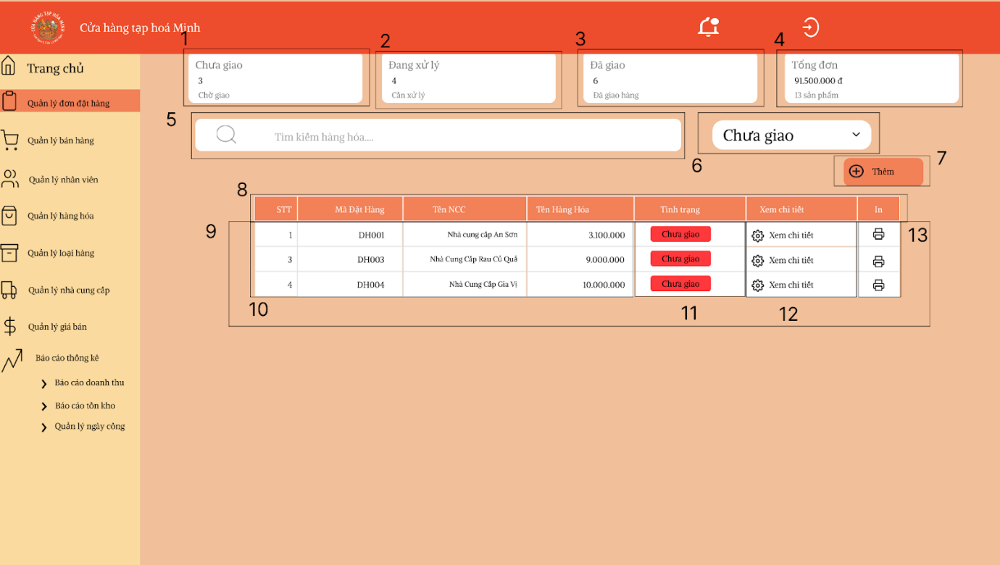 CỬA HÀNG TẠP HÓA MINH
Cửa hàng tạp hoá Minh
1
2
3
4
Chưa giao
3
Chờ giao
Đang xử lý
4
Cần xử lý
Đã giao
6
Đã giao hàng
Tổng đơn
91.500.000 đ
13 sản phẩm
Trang chủ
Quản lý đơn đặt hàng
Quản lý bán hàng
Quản lý nhân viên
Quản lý hàng hóa
Quản lý loại hàng
Quản lý nhà cung cấp
Quản lý giá bán
Báo cáo thống kê
Báo cáo doanh thu
Báo cáo tồn kho
Quản lý ngày công
5
Tìm kiếm hàng hóa....
Chưa giao
6
7
Thêm
8
STT Mã Đặt Hàng Tên NCC Tên Hàng Hóa Tình trạng Xem chi tiết In
9
1 DH001 Nhà cung cấp An Sơn 3.100.000 Chưa giao Xem chi tiết
13
3 DH003 Nhà Cung Cấp Rau Củ Quả 9.000.000 Chưa giao Xem chi tiết
4 DH004 Nhà Cung Cấp Gia Vị 10.000.000 Chưa giao Xem chi tiết
10
11
12